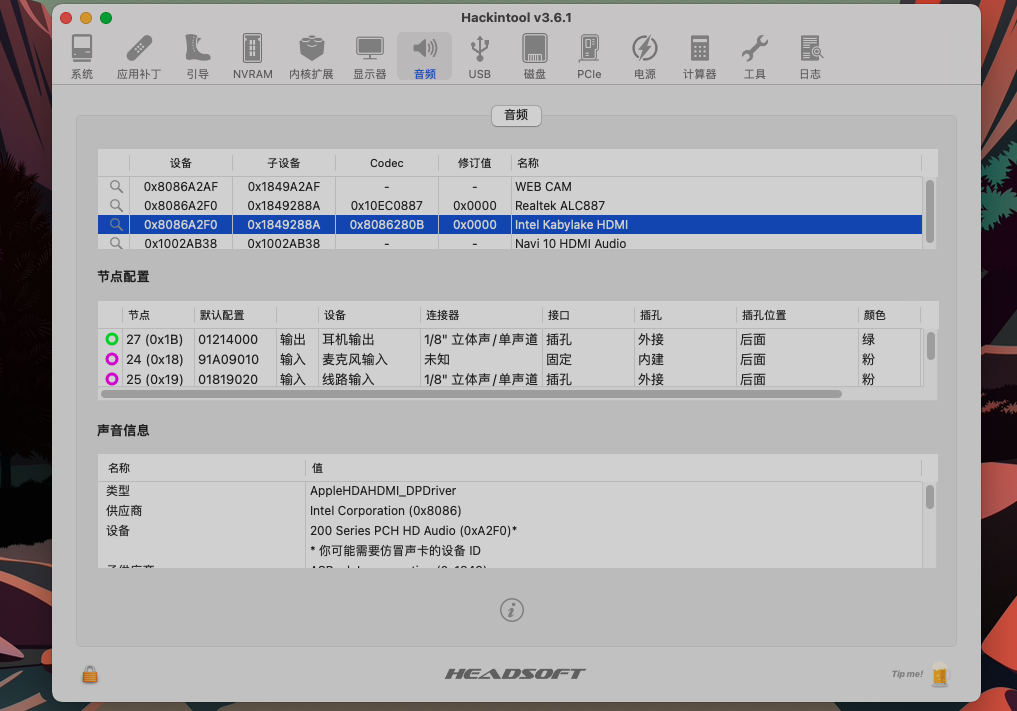 Hackintool v3.6.1
系统 应用补丁 引导 NVRAM 内核扩展 显示器 音频 USB 磁盘 PCIe 电源 计算器 工具 日志
音频
设备 子设备 Codec 修订值 名称
0x8086A2AF 0x1849A2AF - - WEB CAM
0x8086A2F0 0x1849288A 0x10EC0887 0x0000 Realtek ALC887
0x8086A2F0 0x1849288A 0x8086280B 0x0000 Intel Kabylake HDMI
0x1002AB38 0x1002AB38 - - Navi 10 HDMI Audio
节点配置
节点 默认配置 设备 连接器 接口 插孔 插孔位置 颜色
27 (0x1B) 01214000 输出 耳机输出 1/8" 立体声/单声道 插孔 外接 后面 绿
24 (0x18) 91A09010 输入 麦克风输入 未知 固定 内建 后面 粉
25 (0x19) 01819020 输入 线路输入 1/8" 立体声/单声道 插孔 外接 后面 粉
声音信息
名称 值
类型 AppleHDAHDMI_DPDriver
供应商 Intel Corporation (0x8086)
设备 200 Series PCH HD Audio (0xA2F0)*
* 你可能需要仿冒声卡的设备 ID
子供应商
HEADSOFT
Tip me!